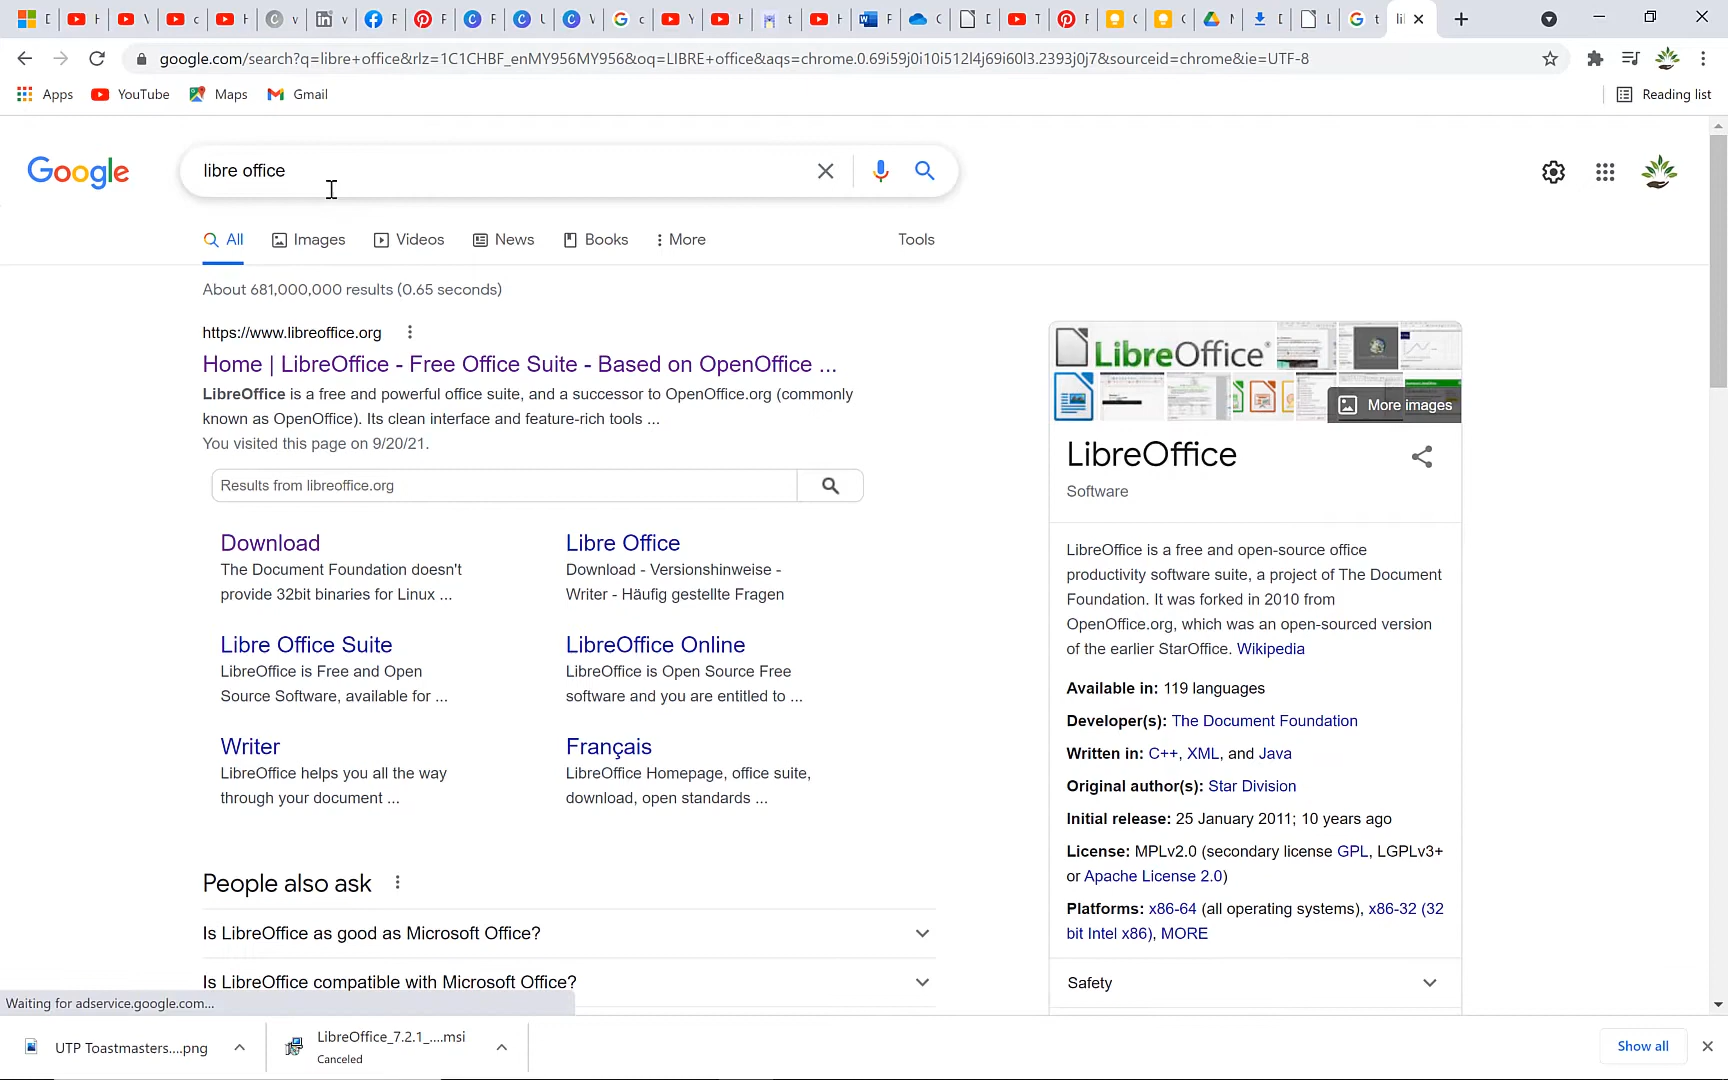 google.com/search?q=libre+office&rlz=1C1CHBF_enMY956MY956&oq=LIBRE+office&aqs=chrome.0.69i59j0i10i512l4j69i60l3.2393j0j7&sourceid=chrome&ie=UTF-8
Apps YouTube Maps Gmail Reading list
Google
libre office
All Images Videos News Books More Tools
About 681,000,000 results (0.65 seconds)
https://www.libreoffice.org
Home | LibreOffice - Free Office Suite - Based on OpenOffice ...
LibreOffice is a free and powerful office suite, and a successor to OpenOffice.org (commonly
known as OpenOffice). Its clean interface and feature-rich tools ...
You visited this page on 9/20/21.
Results from libreoffice.org
Download
The Document Foundation doesn't
provide 32bit binaries for Linux ...
Libre Office
Download - Versionshinweise -
Writer - Häufig gestellte Fragen
Libre Office Suite
LibreOffice is Free and Open
Source Software, available for ...
LibreOffice Online
LibreOffice is Open Source Free
software and you are entitled to ...
Writer
LibreOffice helps you all the way
through your document ...
Français
LibreOffice Homepage, office suite,
download, open standards ...
People also ask
Is LibreOffice as good as Microsoft Office?
Is LibreOffice compatible with Microsoft Office?
LibreOffice
More images
LibreOffice
Software
LibreOffice is a free and open-source office
productivity software suite, a project of The Document
Foundation. It was forked in 2010 from
OpenOffice.org, which was an open-sourced version
of the earlier StarOffice. Wikipedia
Available in: 119 languages
Developer(s): The Document Foundation
Written in: C++, XML, and Java
Original author(s): Star Division
Initial release: 25 January 2011; 10 years ago
License: MPLv2.0 (secondary license GPL, LGPLv3+
or Apache License 2.0)
Platforms: x86-64 (all operating systems), x86-32 (32
bit Intel x86), MORE
Safety
Waiting for adservice.google.com...
UTP Toastmasters....png
LibreOffice_7.2.1_....msi
Canceled
Show all